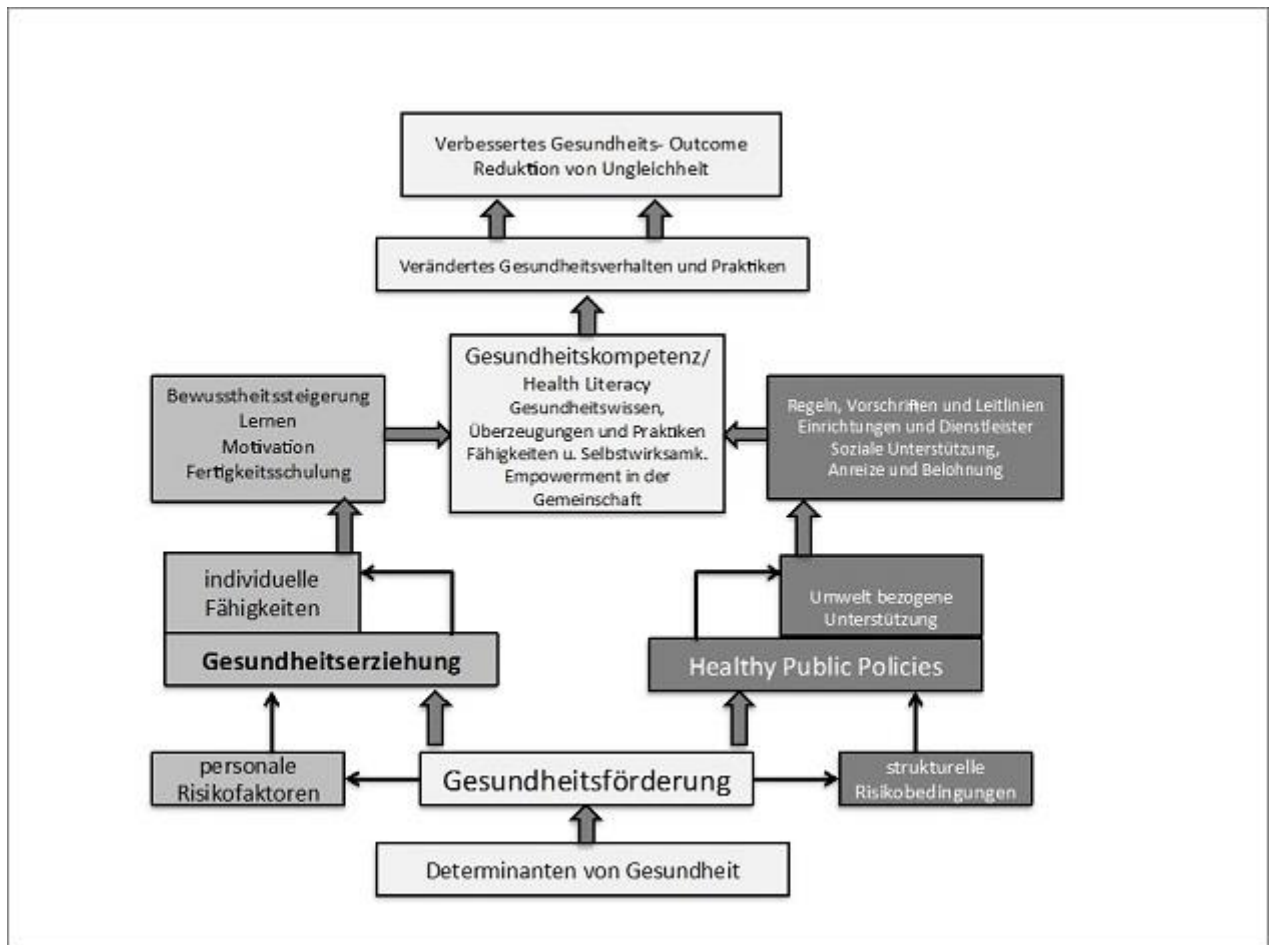 Verbessertes Gesundheits- Outcome
Reduktion von Ungleichheit
Verändertes Gesundheitsverhalten und Praktiken
Gesundheitskompetenz/
Health Literacy
Gesundheitswissen,
Überzeugungen und Praktiken
Fähigkeiten u. Selbstwirksamk.
Empowerment in der
Gemeinschaft
Bewusstheitssteigerung
Lernen
Motivation
Fertigkeitsschulung
Regeln, Vorschriften und Leitlinien
Einrichtungen und Dienstleister
Soziale Unterstützung,
Anreize und Belohnung
individuelle
Fähigkeiten
Gesundheitserziehung
Umwelt bezogene
Unterstützung
Healthy Public Policies
personale
Risikofaktoren
Gesundheitsförderung
strukturelle
Risikobedingungen
Determinanten von Gesundheit